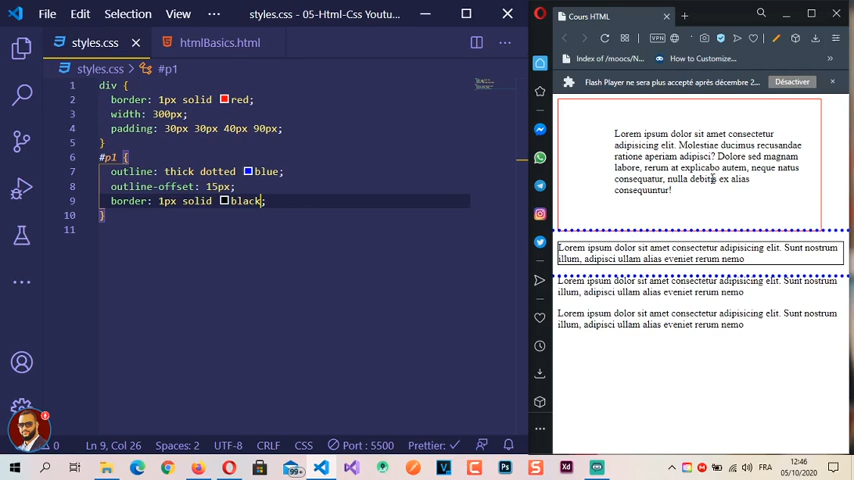 File Edit Selection View ··· styles.css - 05-Html-Css Youtu...
styles.css htmlBasics.html
styles.css > #p1
1 div {
2 border: 1px solid red;
3 width: 300px;
4 padding: 30px 30px 40px 90px;
5 }
6 #p1 {
7 outline: thick dotted blue;
8 outline-offset: 15px;
9 border: 1px solid black;
10 }
11
0 Ln 9, Col 26 Spaces: 2 UTF-8 CRLF CSS Port : 5500 Prettier: ✓
Cours HTML
VPN
Index of /moocs/N... How to Customize...
Flash Player ne sera plus accepté après décembre 2... Désactiver
Lorem ipsum dolor sit amet consectetur
adipisicing elit. Molestiae ducimus recusandae
ratione aperiam adipisci? Dolore sed magnam
labore, rerum at explicabo autem, neque natus
consequatur, nulla debitis ex alias
consequuntur!
Lorem ipsum dolor sit amet consectetur adipisicing elit. Sunt nostrum
illum, adipisci ullam alias eveniet rerum nemo
Lorem ipsum dolor sit amet consectetur adipisicing elit. Sunt nostrum
illum, adipisci ullam alias eveniet rerum nemo
Lorem ipsum dolor sit amet consectetur adipisicing elit. Sunt nostrum
illum, adipisci ullam alias eveniet rerum nemo
99+ Ps Xd FRA 12:46
05/10/2020